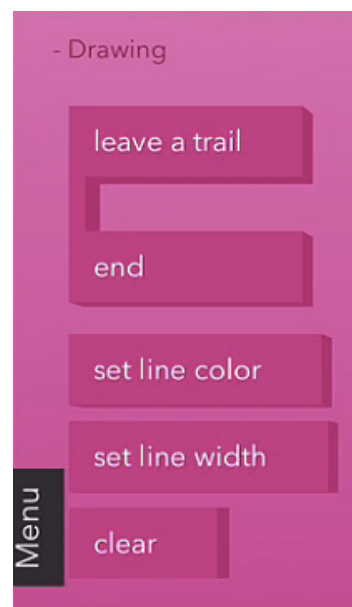 - Drawing
leave a trail
end
set line color
set line width
Menu
clear